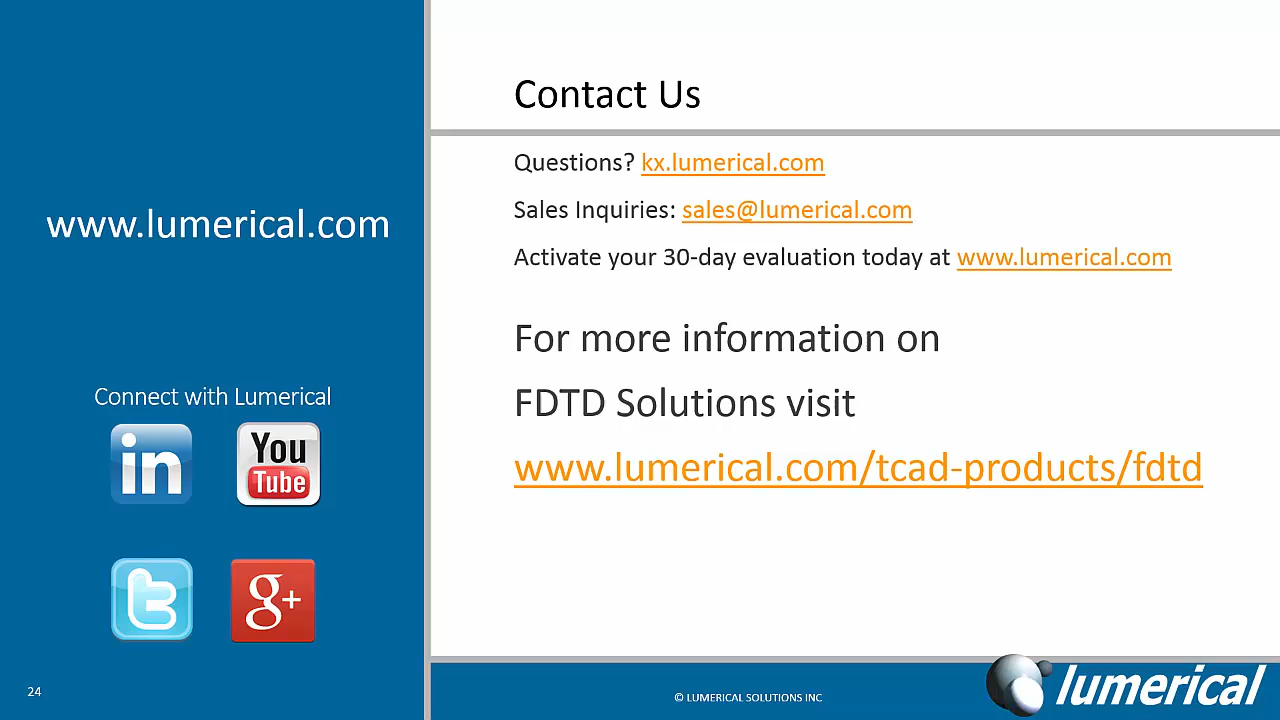 www.lumerical.com
Connect with Lumerical
in
You
Tube
t
g+
24
Contact Us
Questions? kx.lumerical.com
Sales Inquiries: sales@lumerical.com
Activate your 30-day evaluation today at www.lumerical.com
For more information on
FDTD Solutions visit
www.lumerical.com/tcad-products/fdtd
© LUMERICAL SOLUTIONS INC
lumerical